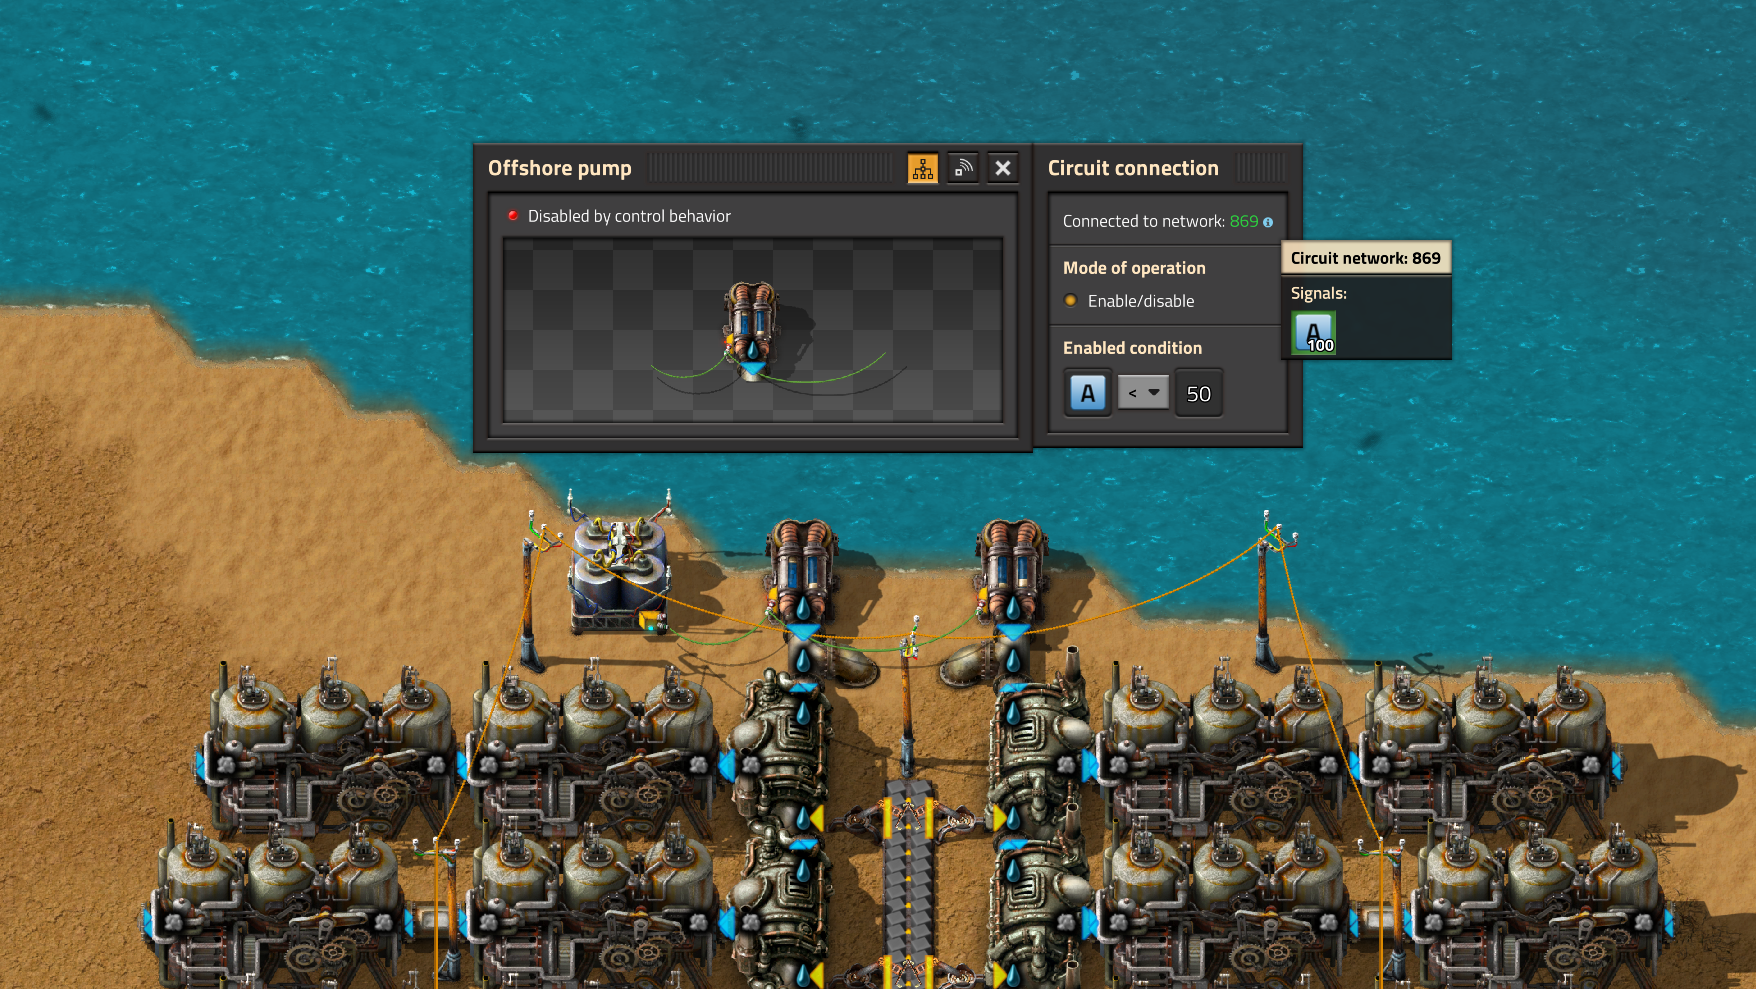 Offshore pump
Disabled by control behavior
Circuit connection
Connected to network: 869
Mode of operation
Enable/disable
Enabled condition
A < 50
Circuit network: 869
Signals:
A
100